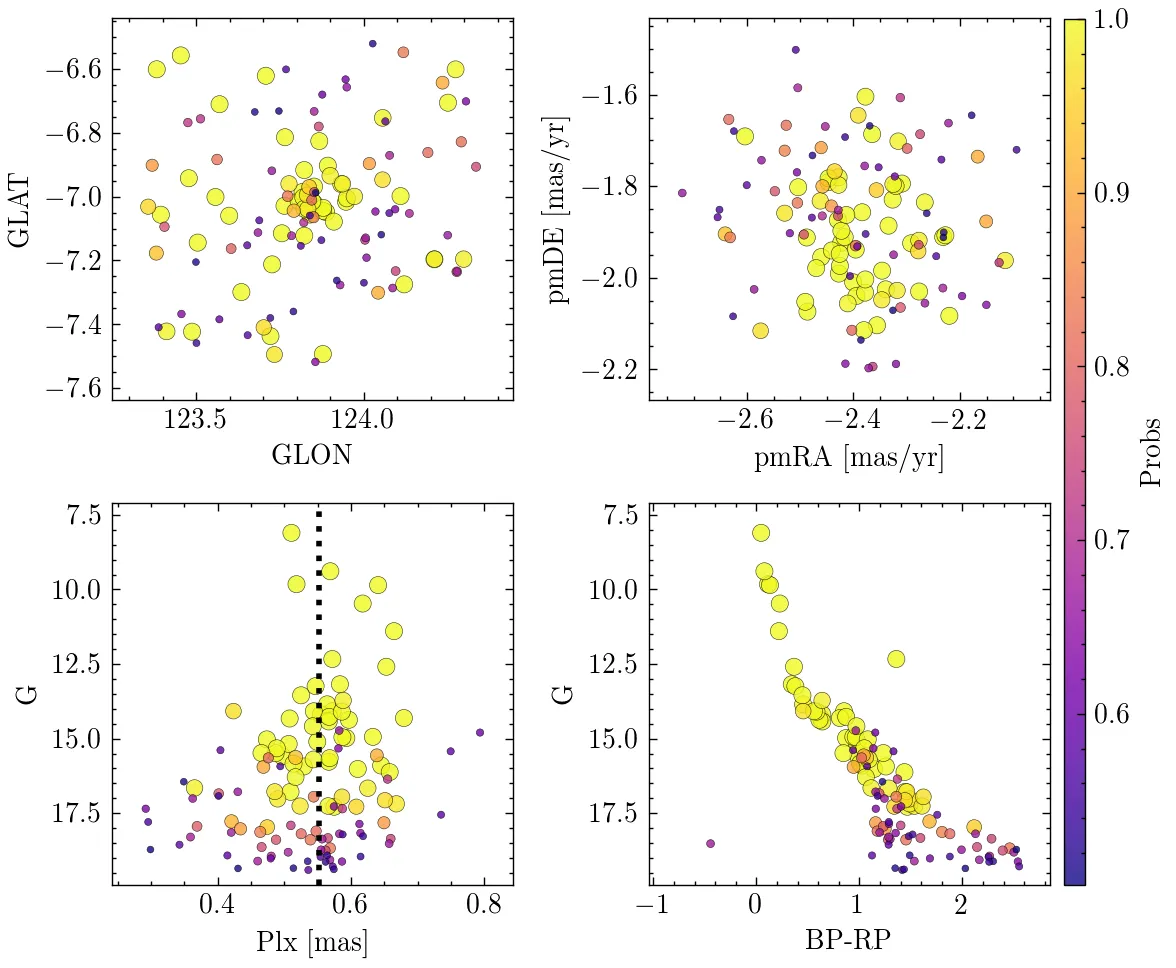 −6.6
−6.8
−7.0
−7.2
−7.4
−7.6
GLAT
123.5 124.0
GLON
−1.6
−1.8
−2.0
−2.2
pmDE [mas/yr]
−2.6 −2.4 −2.2
pmRA [mas/yr]
7.5
10.0
12.5
15.0
17.5
G
0.4 0.6 0.8
Plx [mas]
7.5
10.0
12.5
15.0
17.5
G
−1 0 1 2
BP-RP
1.0
0.9
0.8
0.7
0.6
Probs